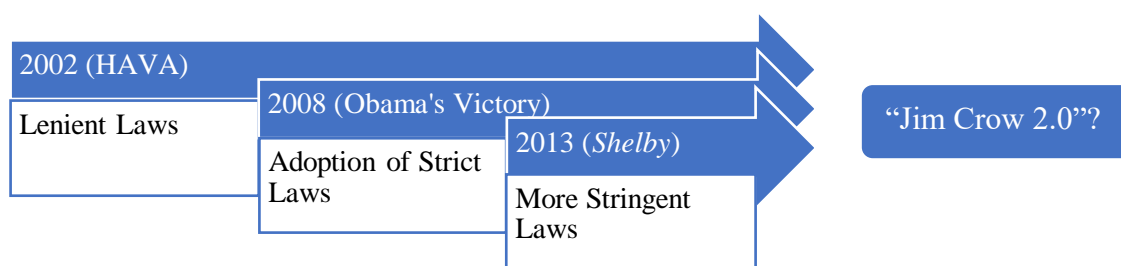 2002 (HAVA)
Lenient Laws
2008 (Obama's Victory)
Adoption of Strict
Laws
2013 (Shelby)
More Stringent
Laws
“Jim Crow 2.0”?